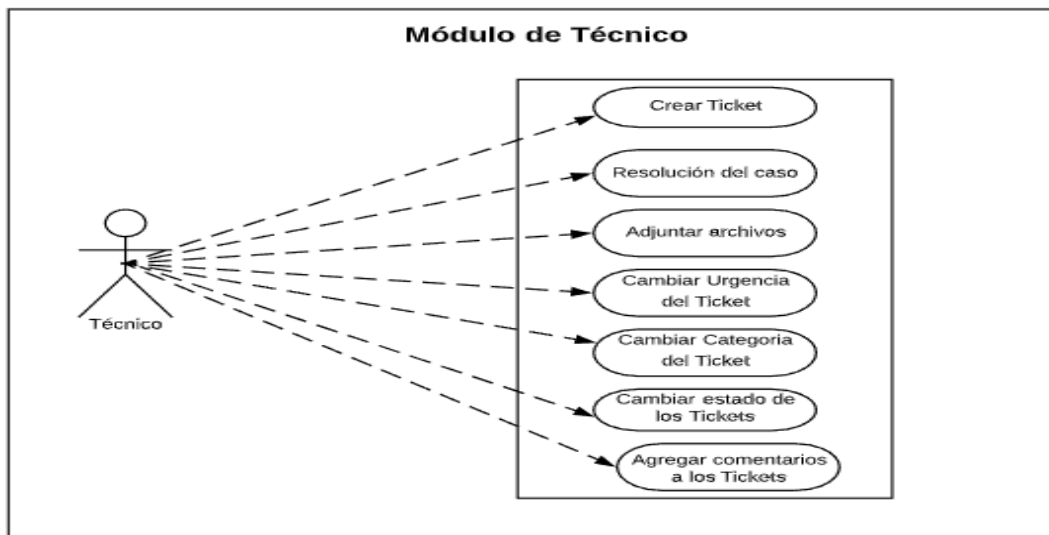 Módulo de Técnico
Crear Ticket
Resolución del caso
Adjuntar archivos
Cambiar Urgencia
del Ticket
Cambiar Categoria
del Ticket
Cambiar estado de
los Tickets
Agregar comentarios
a los Tickets
Técnico